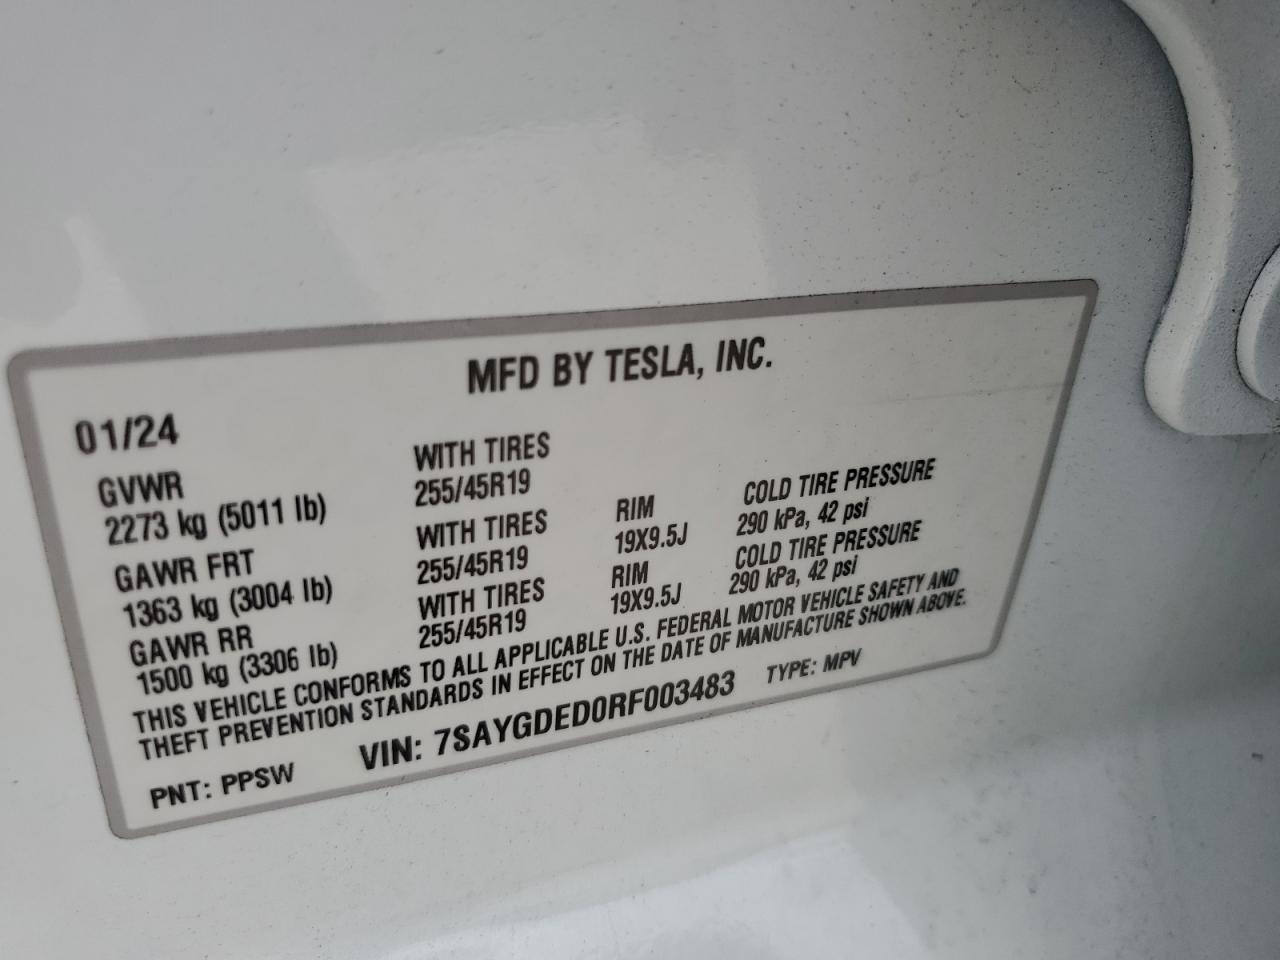 MFD BY TESLA, INC.
01/24
GVWR WITH TIRES
2273 kg (5011 lb) 255/45R19
GAWR FRT WITH TIRES RIM COLD TIRE PRESSURE
1363 kg (3004 lb) 255/45R19 19X9.5J 290 kPa, 42 psi
GAWR RR WITH TIRES RIM COLD TIRE PRESSURE
1500 kg (3306 lb) 255/45R19 19X9.5J 290 kPa, 42 psi
THIS VEHICLE CONFORMS TO ALL APPLICABLE U.S. FEDERAL MOTOR VEHICLE SAFETY AND
THEFT PREVENTION STANDARDS IN EFFECT ON THE DATE OF MANUFACTURE SHOWN ABOVE.
PNT: PPSW VIN: 7SAYGDED0RF003483 TYPE: MPV